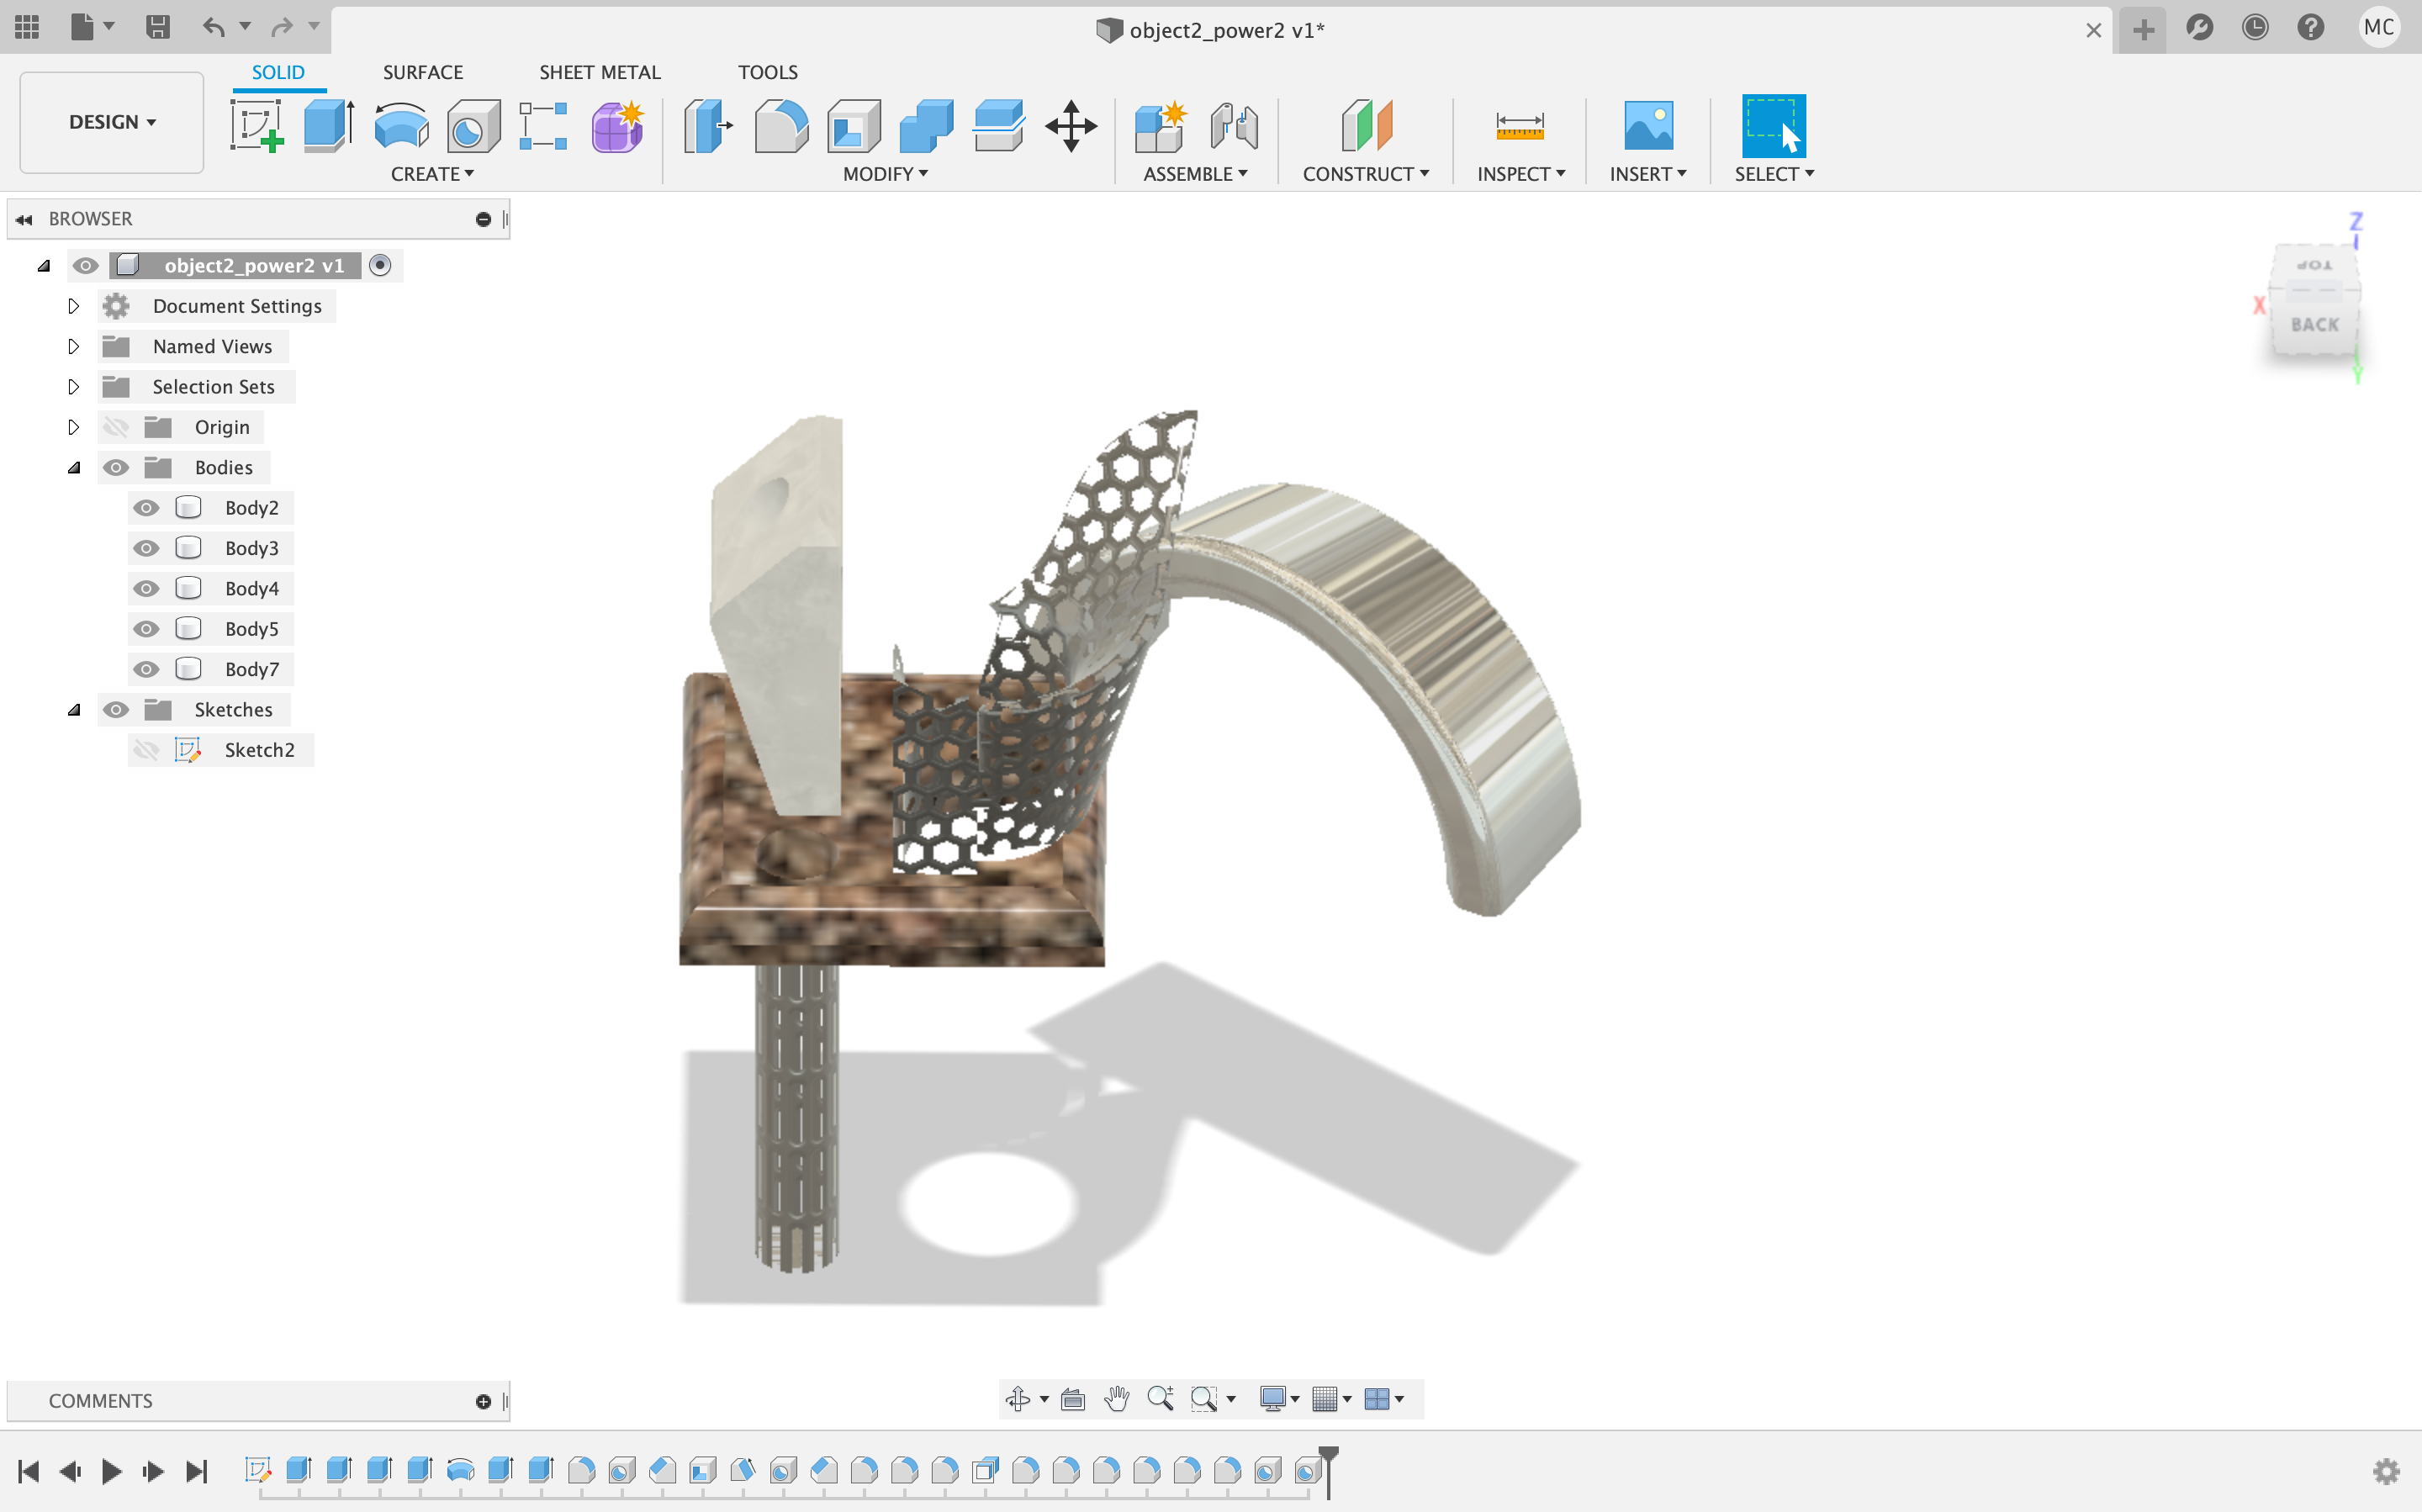 object2_power2 v1*
MC
DESIGN
SOLID
SURFACE
SHEET METAL
TOOLS
CREATE
MODIFY
ASSEMBLE
CONSTRUCT
INSPECT
INSERT
SELECT
BROWSER
object2_power2 v1
Document Settings
Named Views
Selection Sets
Origin
Bodies
Body2
Body3
Body4
Body5
Body7
Sketches
Sketch2
Z
TOP
X
BACK
Y
COMMENTS